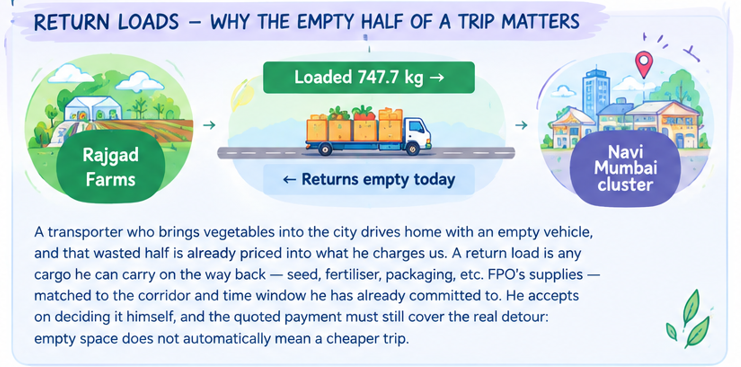 RETURN LOADS – WHY THE EMPTY HALF OF A TRIP MATTERS
Loaded 747.7 kg →
Rajgad
Farms
← Returns empty today
Navi
Mumbai
cluster
A transporter who brings vegetables into the city drives home with an empty vehicle,
and that wasted half is already priced into what he charges us. A return load is any
cargo he can carry on the way back — seed, fertiliser, packaging, etc. FPO's supplies —
matched to the corridor and time window he has already committed to. He accepts
on deciding it himself, and the quoted payment must still cover the real detour:
empty space does not automatically mean a cheaper trip.